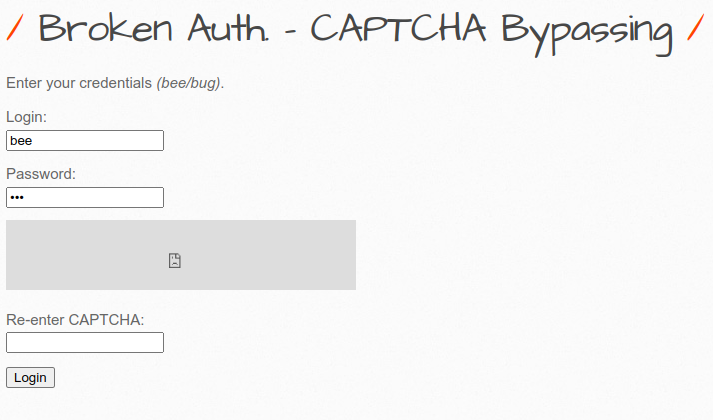 / Broken Auth. - CAPTCHA Bypassing /
Enter your credentials (bee/bug).
Login:
bee
Password:
•••
Re-enter CAPTCHA:
Login